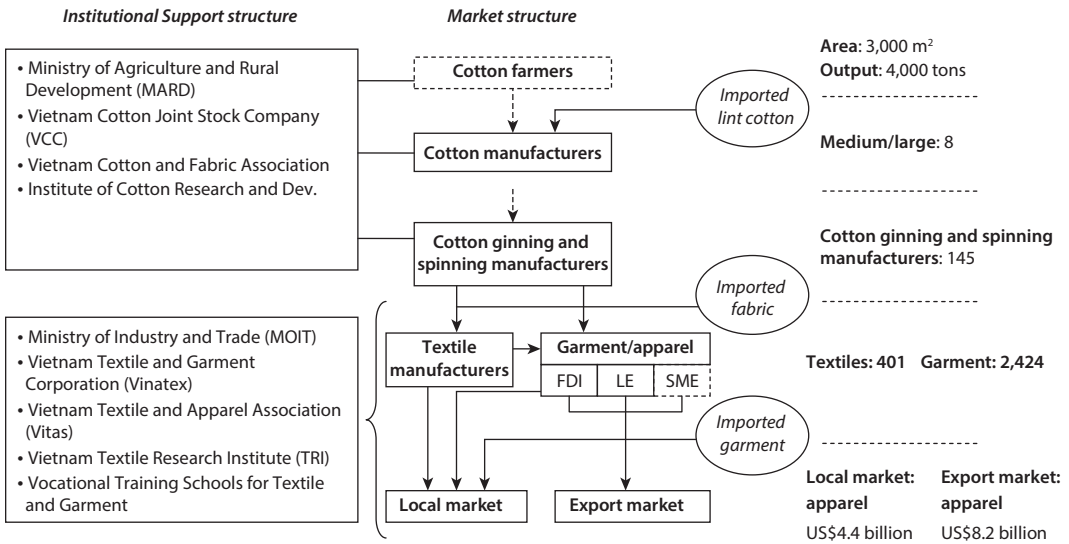 Institutional Support structure
Market structure
• Ministry of Agriculture and Rural
Development (MARD)
• Vietnam Cotton Joint Stock Company
(VCC)
• Vietnam Cotton and Fabric Association
• Institute of Cotton Research and Dev.
Cotton farmers
Imported
lint cotton
Cotton manufacturers
Cotton ginning and
spinning manufacturers
Imported
fabric
Area: 3,000 m²
Output: 4,000 tons
Medium/large: 8
Cotton ginning and spinning
manufacturers: 145
• Ministry of Industry and Trade (MOIT)
• Vietnam Textile and Garment
Corporation (Vinatex)
• Vietnam Textile and Apparel Association
(Vitas)
• Vietnam Textile Research Institute (TRI)
• Vocational Training Schools for Textile
and Garment
Textile
manufacturers
Garment/apparel
FDI LE SME
Imported
garment
Local market
Export market
Textiles: 401 Garment: 2,424
Local market:
apparel
US$4.4 billion
Export market:
apparel
US$8.2 billion